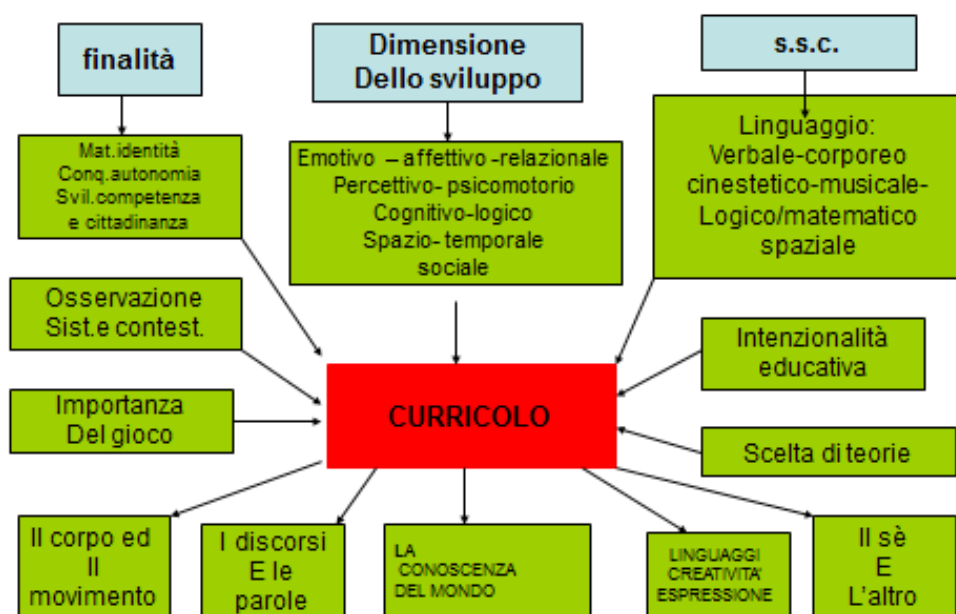 finalità
Dimensione
Dello sviluppo
s.s.c.
Mat.identità
Conq.autonomia
Svil.competenza
e cittadinanza
Emotivo – affettivo -relazionale
Percettivo- psicomotorio
Cognitivo-logico
Spazio- temporale
sociale
Linguaggio:
Verbale-corporeo
cinestetico-musicale-
Logico/matematico
spaziale
Osservazione
Sist.e contest.
Intenzionalità
educativa
Importanza
Del gioco
CURRICOLO
Scelta di teorie
Il corpo ed
Il
movimento
I discorsi
E le
parole
LA
CONOSCENZA
DEL MONDO
LINGUAGGI
CREATIVITA'
ESPRESSIONE
Il sè
E
L'altro